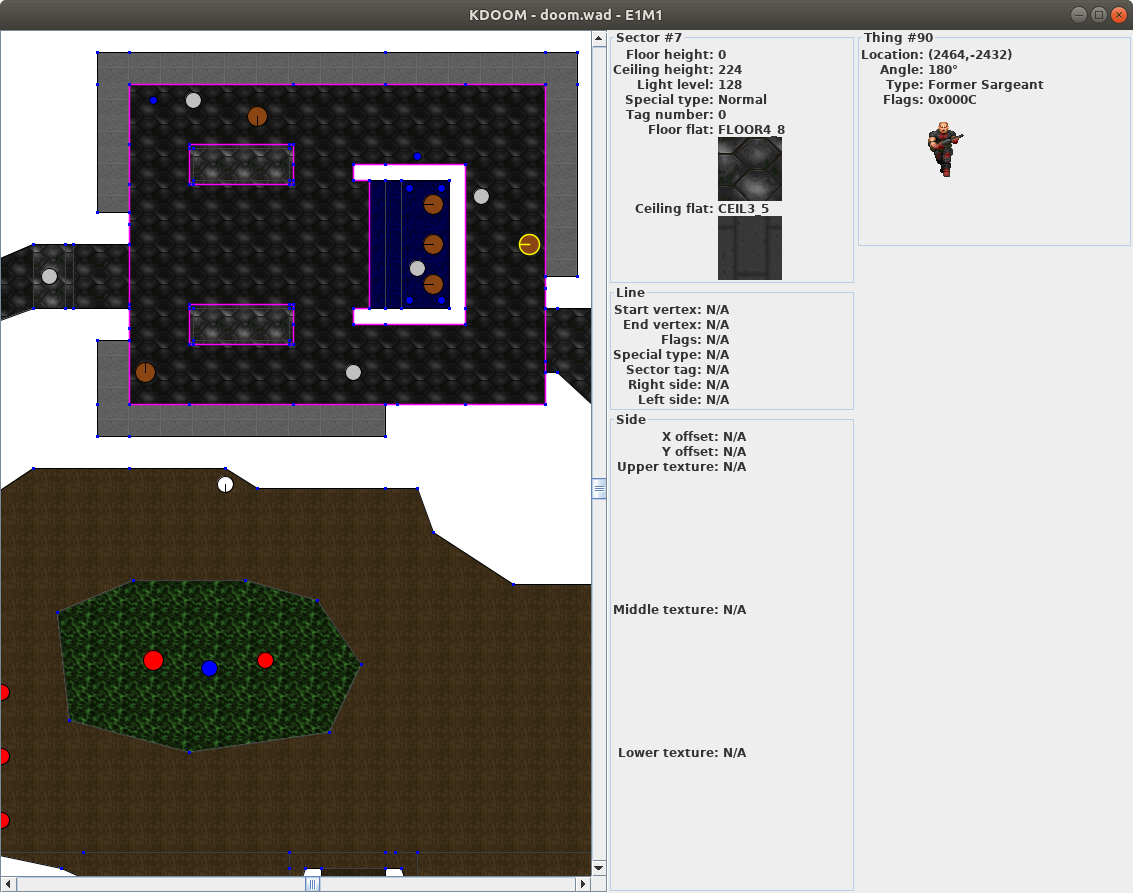 KDOOM - doom.wad - E1M1
Sector #7
Floor height: 0
Ceiling height: 224
Light level: 128
Special type: Normal
Tag number: 0
Floor flat: FLOOR4_8
Ceiling flat: CEIL3_5
Thing #90
Location: (2464,-2432)
Angle: 180°
Type: Former Sargeant
Flags: 0x000C
Line
Start vertex: N/A
End vertex: N/A
Flags: N/A
Special type: N/A
Sector tag: N/A
Right side: N/A
Left side: N/A
Side
X offset: N/A
Y offset: N/A
Upper texture: N/A
Middle texture: N/A
Lower texture: N/A